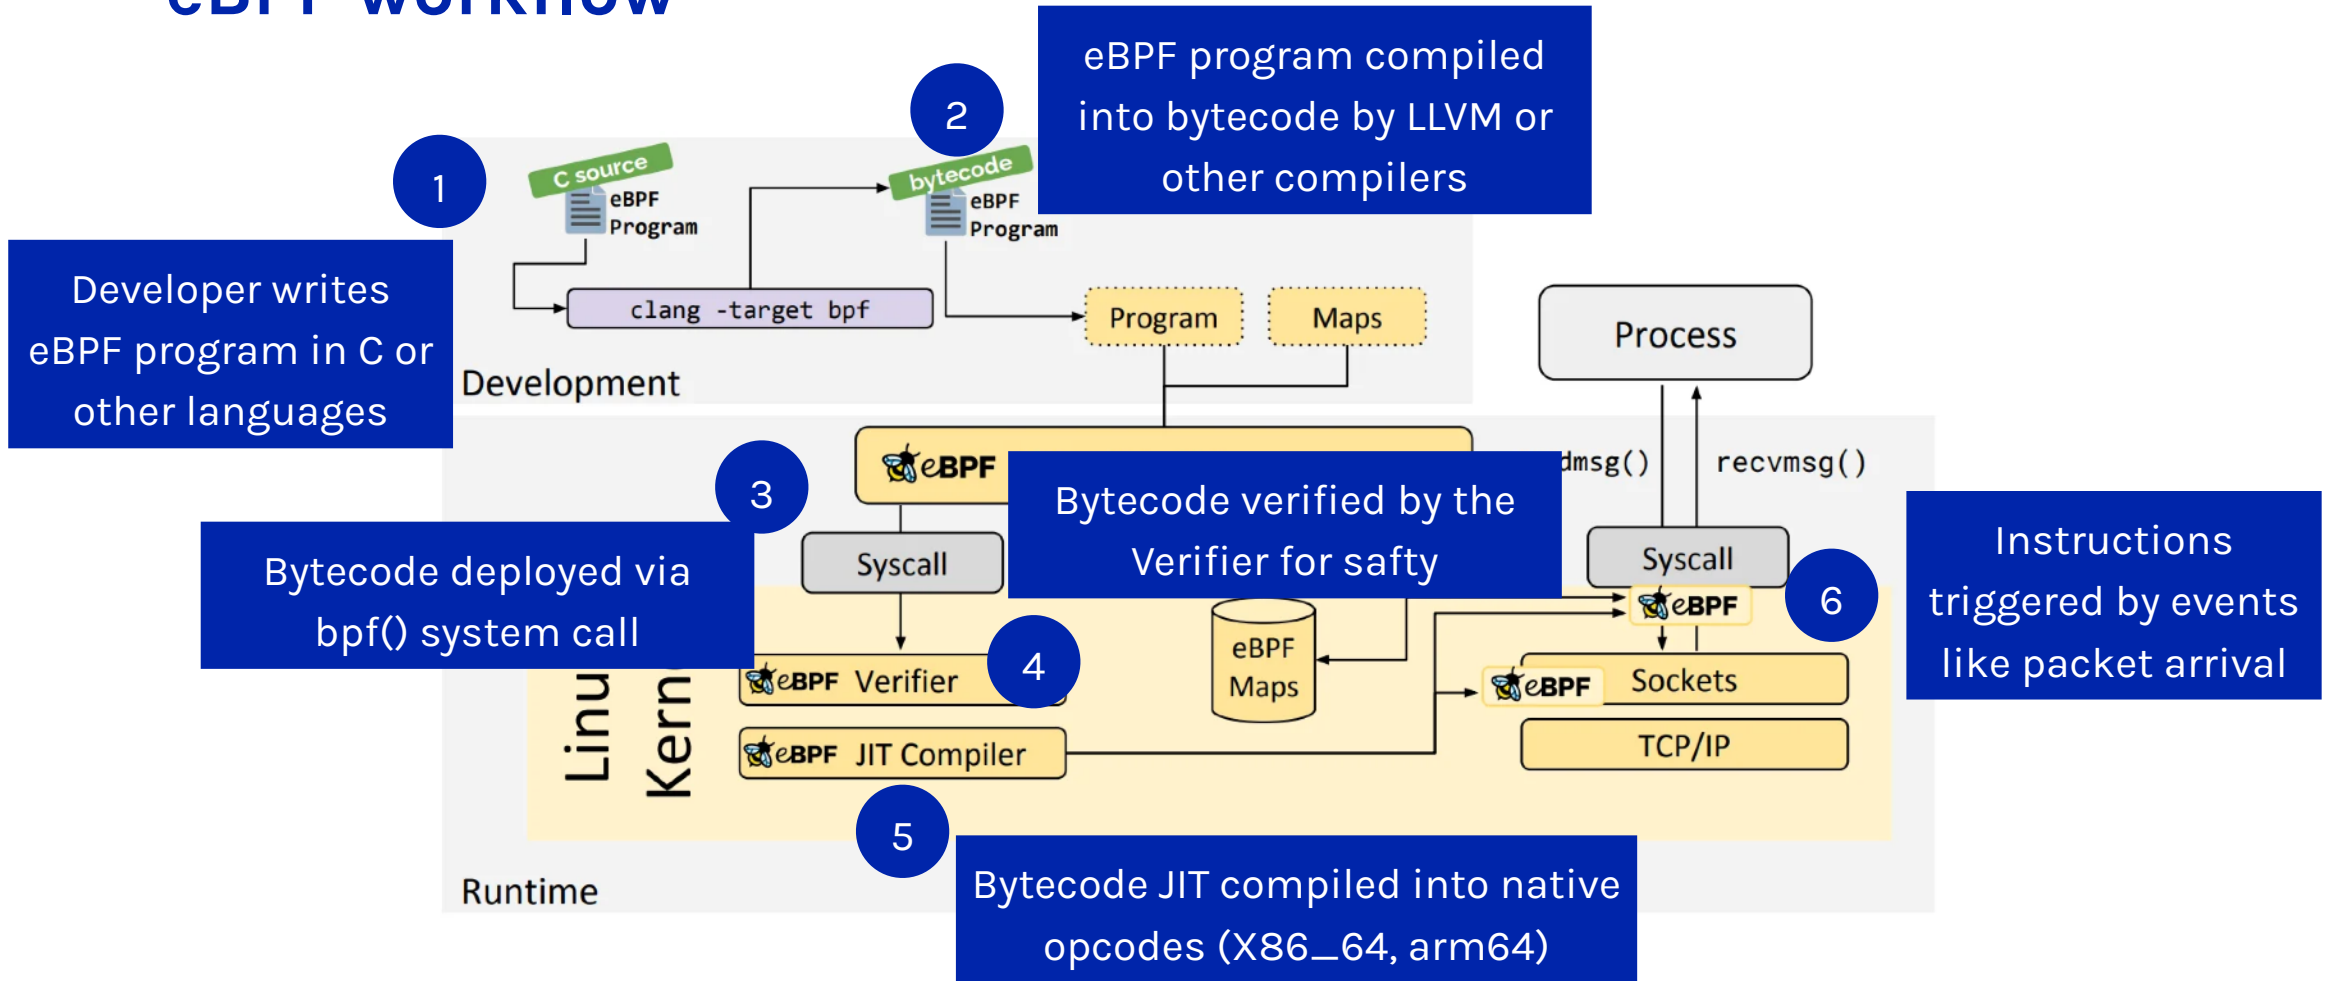 eBPF workflow
1
C source
eBPF
Program
2
bytecode
eBPF
Program
eBPF program compiled
into bytecode by LLVM or
other compilers
Developer writes
eBPF program in C or
other languages
clang -target bpf
Program
Maps
Development
Process
3
eBPF
Bytecode verified by the
Verifier for safty
dmsg()
recvmsg()
Bytecode deployed via
bpf() system call
Syscall
Syscall
eBPF
6
Instructions
triggered by events
like packet arrival
Linu
Kern
eBPF Verifier
4
eBPF
Maps
eBPF
Sockets
eBPF JIT Compiler
TCP/IP
5
Runtime
Bytecode JIT compiled into native
opcodes (X86_64, arm64)